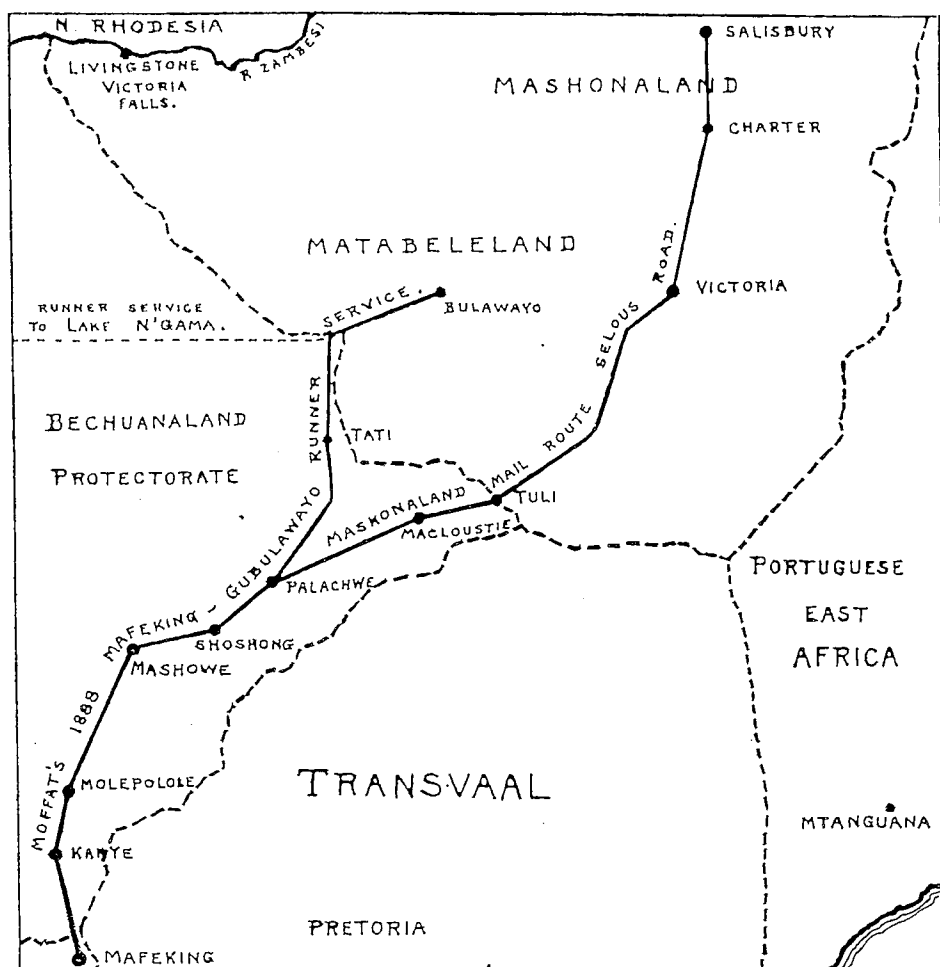 N. RHODESIA
LIVINGSTONE
VICTORIA
FALLS.
R. ZAMBESI
SALISBURY
MASHONALAND
CHARTER
MATABELELAND
RUNNER SERVICE
TO LAKE N'GAMA.
BULAWAYO
VICTORIA
BECHUANALAND
PROTECTORATE
TATI
MASKONALAND MAIL ROUTE SELOUS ROAD.
TULI
MACLOUSTIE
PALACHWE
MOFFAT'S 1888 MAFEKING - GUBULAWAYO RUNNER SERVICE.
SHOSHONG
MASHOWE
PORTUGUESE
EAST
AFRICA
TRANSVAAL
MOLEPOLOLE
MTANGUANA
KANYE
PRETORIA
MAFEKING